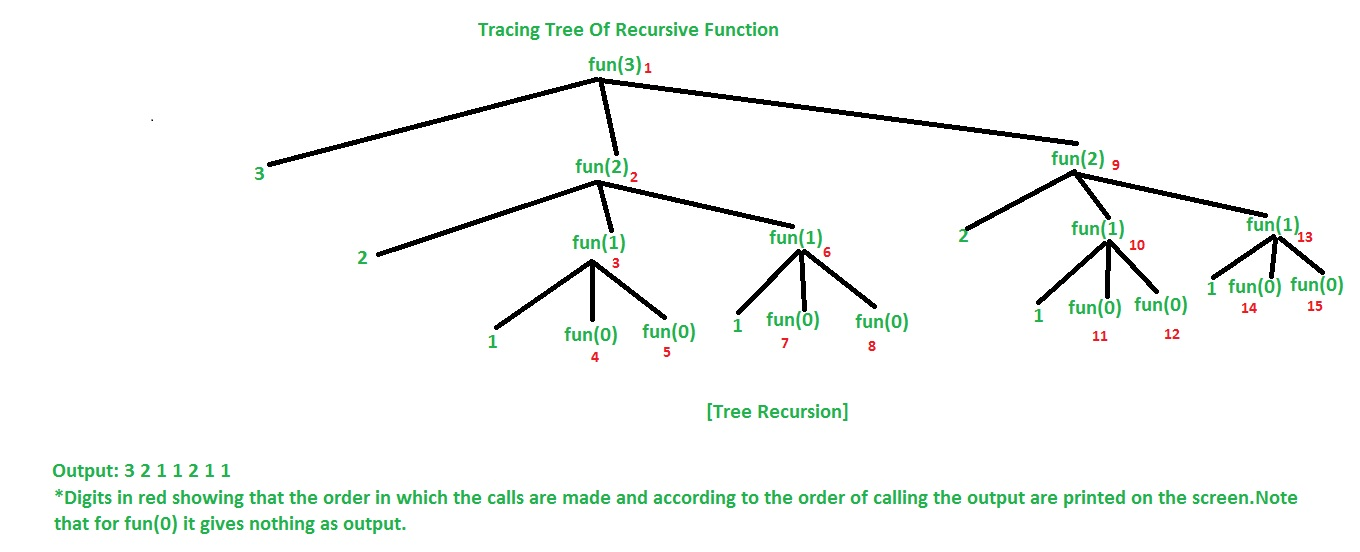 Tracing Tree Of Recursive Function
fun(3) 1
3
fun(2) 2
fun(2) 9
2
fun(1) 3
fun(1) 6
2
fun(1) 10
fun(1) 13
1
fun(0) 4
fun(0) 5
1
fun(0) 7
fun(0) 8
1
fun(0) 11
fun(0) 12
1
fun(0) 14
fun(0) 15
[Tree Recursion]
Output: 3 2 1 1 2 1 1
*Digits in red showing that the order in which the calls are made and according to the order of calling the output are printed on the screen.Note
that for fun(0) it gives nothing as output.